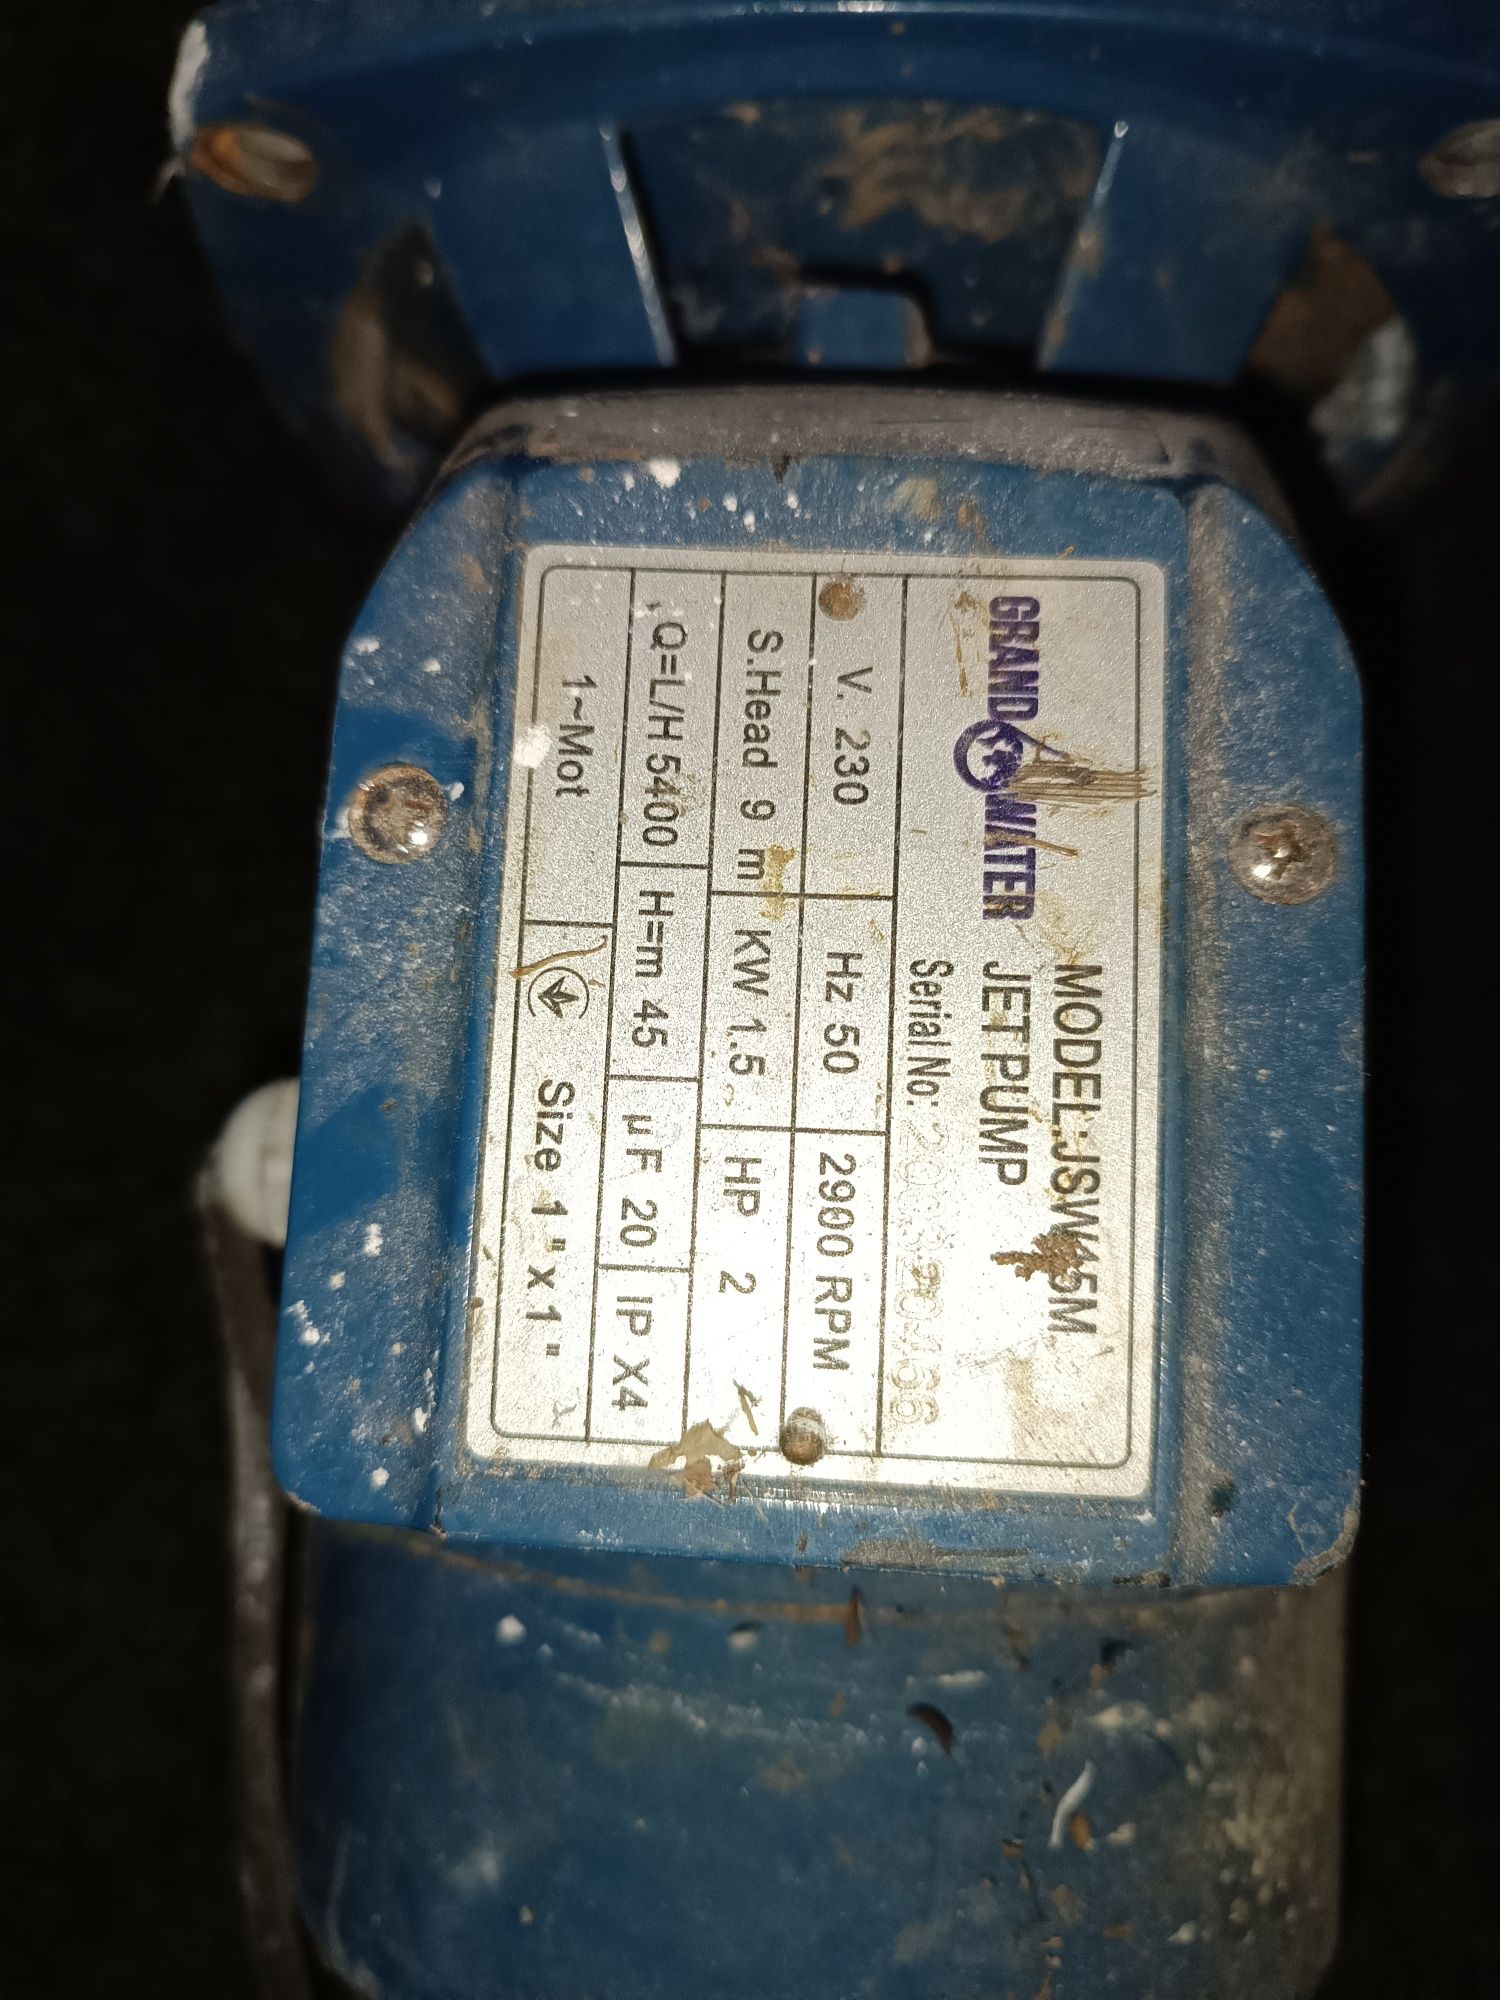 GRAND WATER
MODEL:JSW15M
JET PUMP
Serial No:
V. 230 Hz 50 2900 RPM
S.Head 9 m KW 1.5 HP 2
Q=L/H 5400 H=m 45 µF 20 IP X4
1~Mot Size 1" x 1"